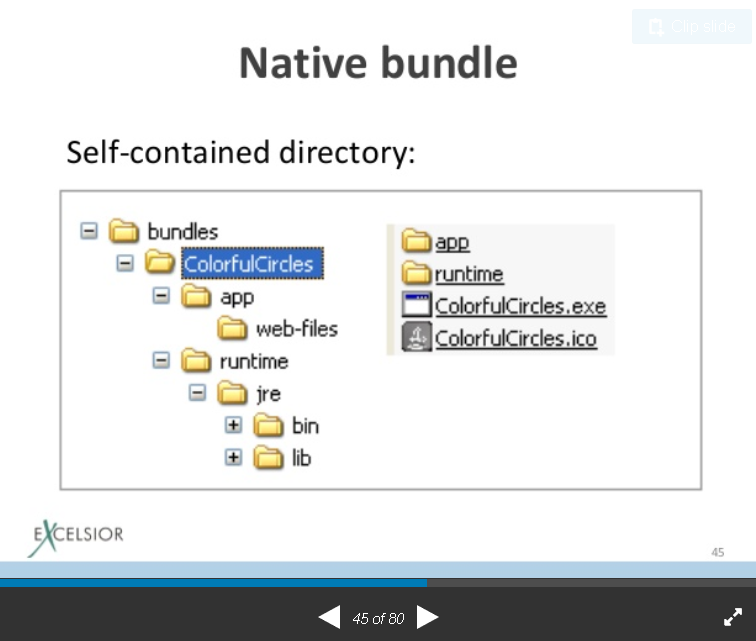 Clip slide
Native bundle
Self-contained directory:
bundles
ColorfulCircles
app
web-files
runtime
jre
bin
lib
app
runtime
ColorfulCircles.exe
ColorfulCircles.ico
EXCELSIOR
45
45 of 80